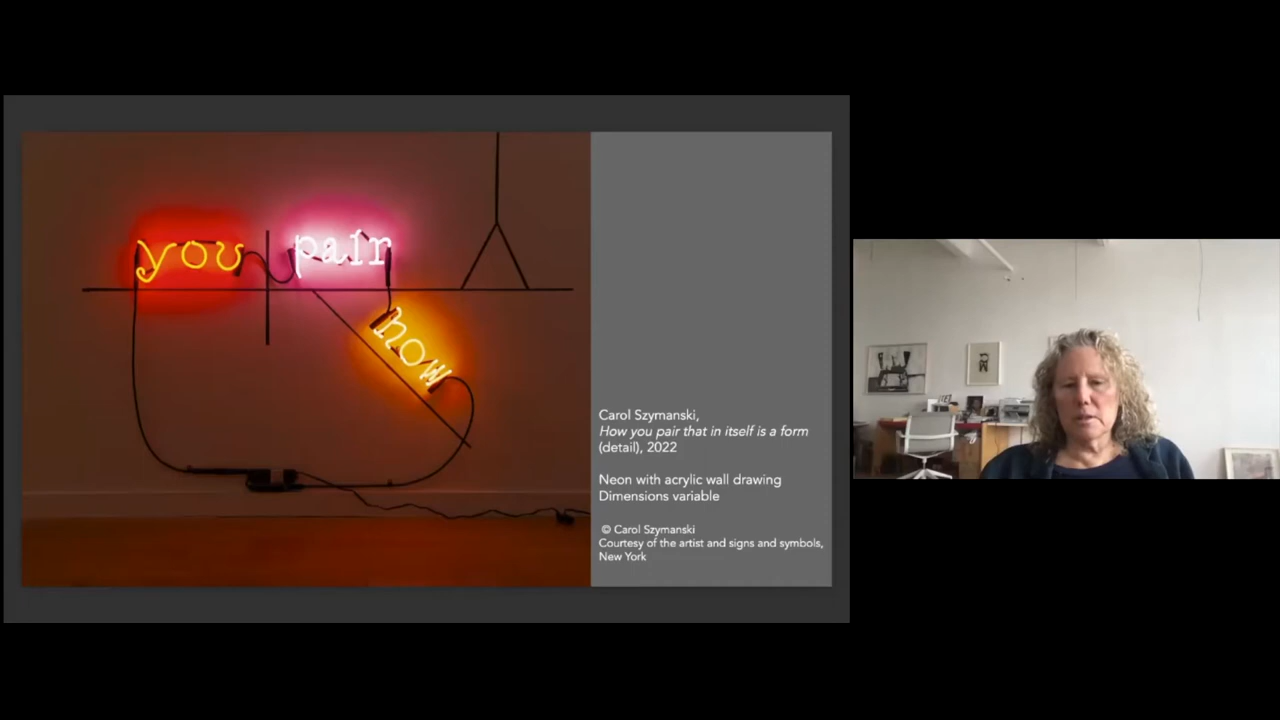 you pair
how
Carol Szymanski,
How you pair that in itself is a form
(detail), 2022
Neon with acrylic wall drawing
Dimensions variable
© Carol Szymanski
Courtesy of the artist and signs and symbols,
New York